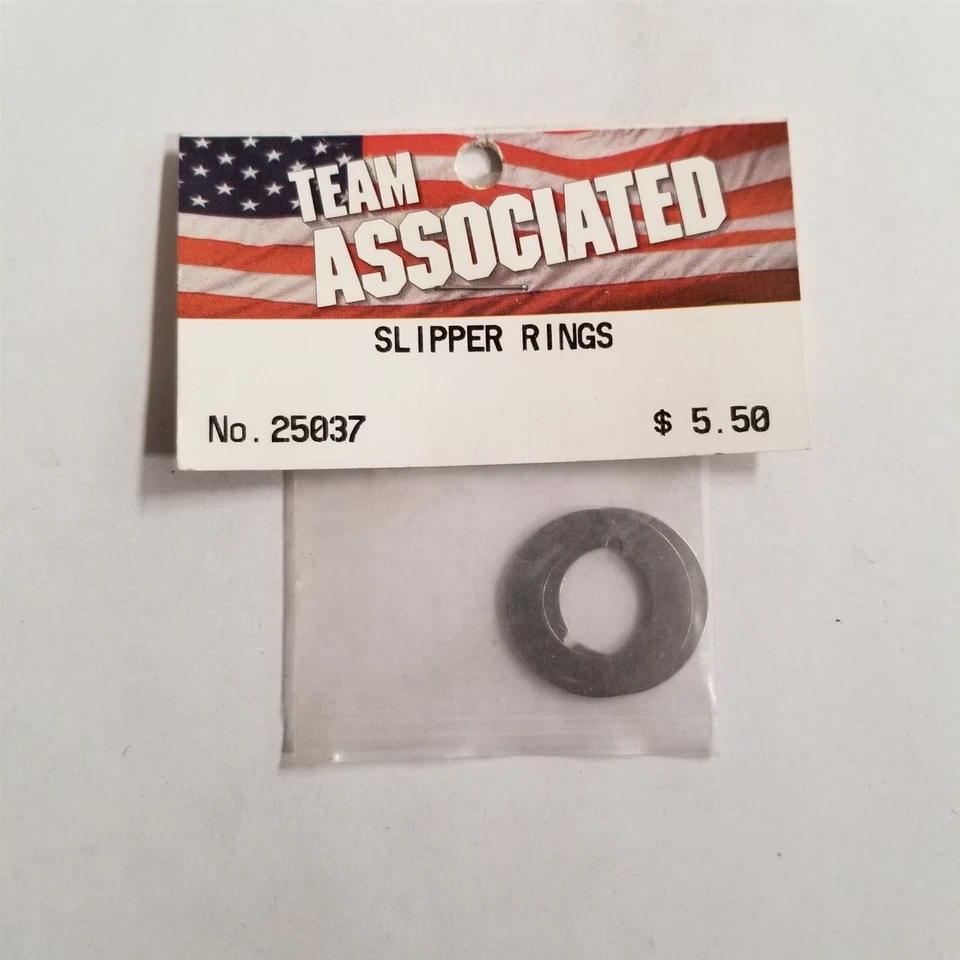 TEAM
ASSOCIATED
SLIPPER RINGS
No. 25037
$ 5.50